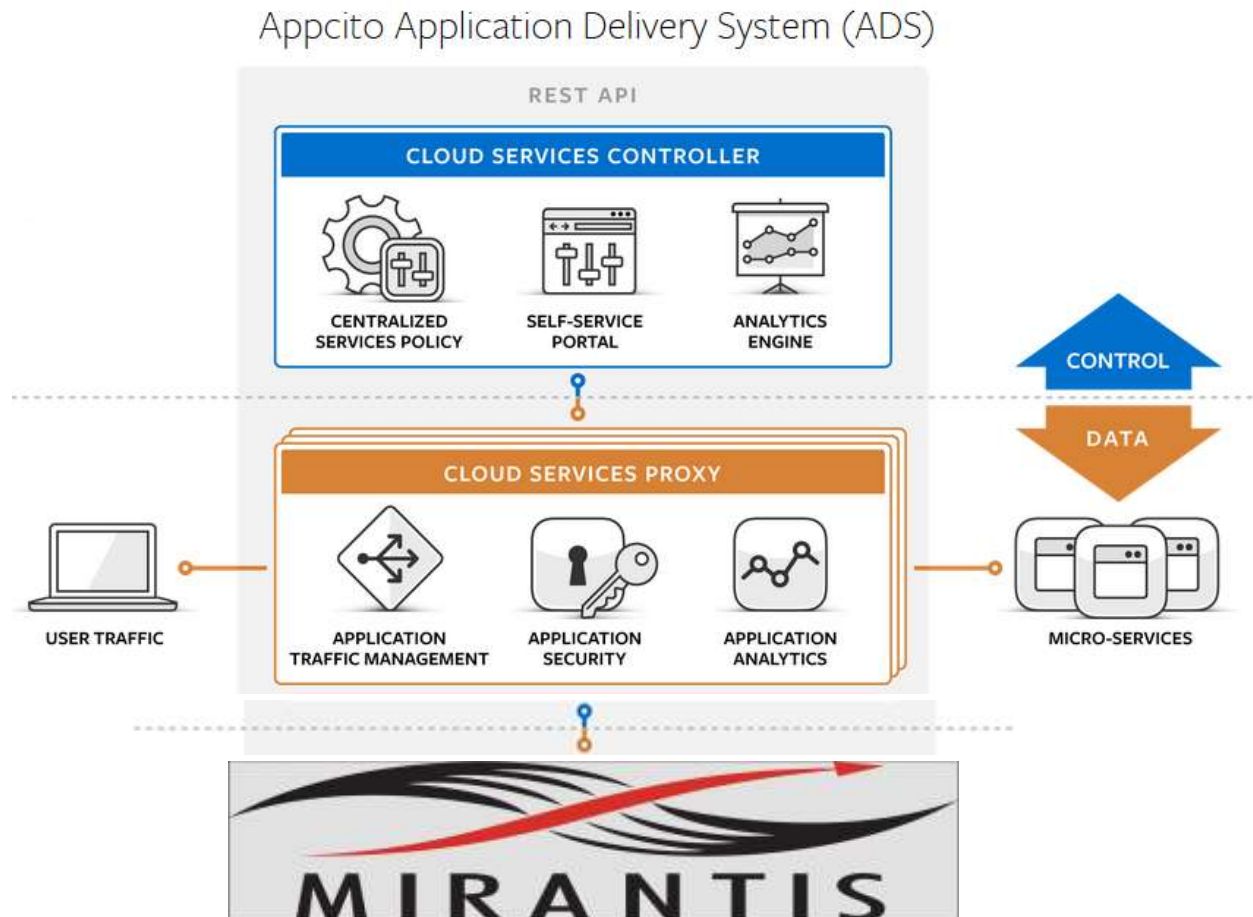 Appcito Application Delivery System (ADS)
REST API
CLOUD SERVICES CONTROLLER
CENTRALIZED
SERVICES POLICY
SELF-SERVICE
PORTAL
ANALYTICS
ENGINE
CONTROL
DATA
CLOUD SERVICES PROXY
USER TRAFFIC
APPLICATION
TRAFFIC MANAGEMENT
APPLICATION
SECURITY
APPLICATION
ANALYTICS
MICRO-SERVICES
MIRANTIS